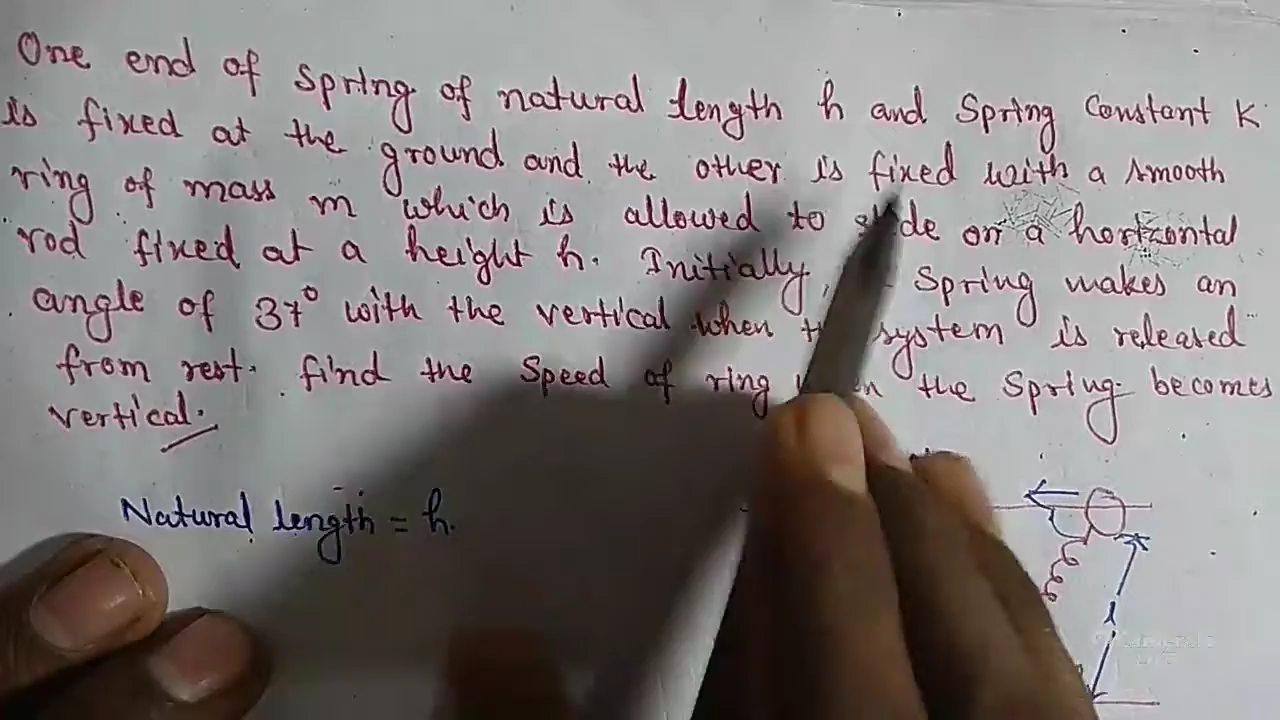 One end of spring of natural length h and Spring Constant K
is fixed at the ground and the other is fixed with a smooth
ring of mass m which is allowed to slide on a horizontal
rod fixed at a height h. Initially, Spring makes an
angle of 37° with the vertical when the system is released
from rest. find the Speed of ring when the Spring becomes
vertical.
Natural length = h.
l